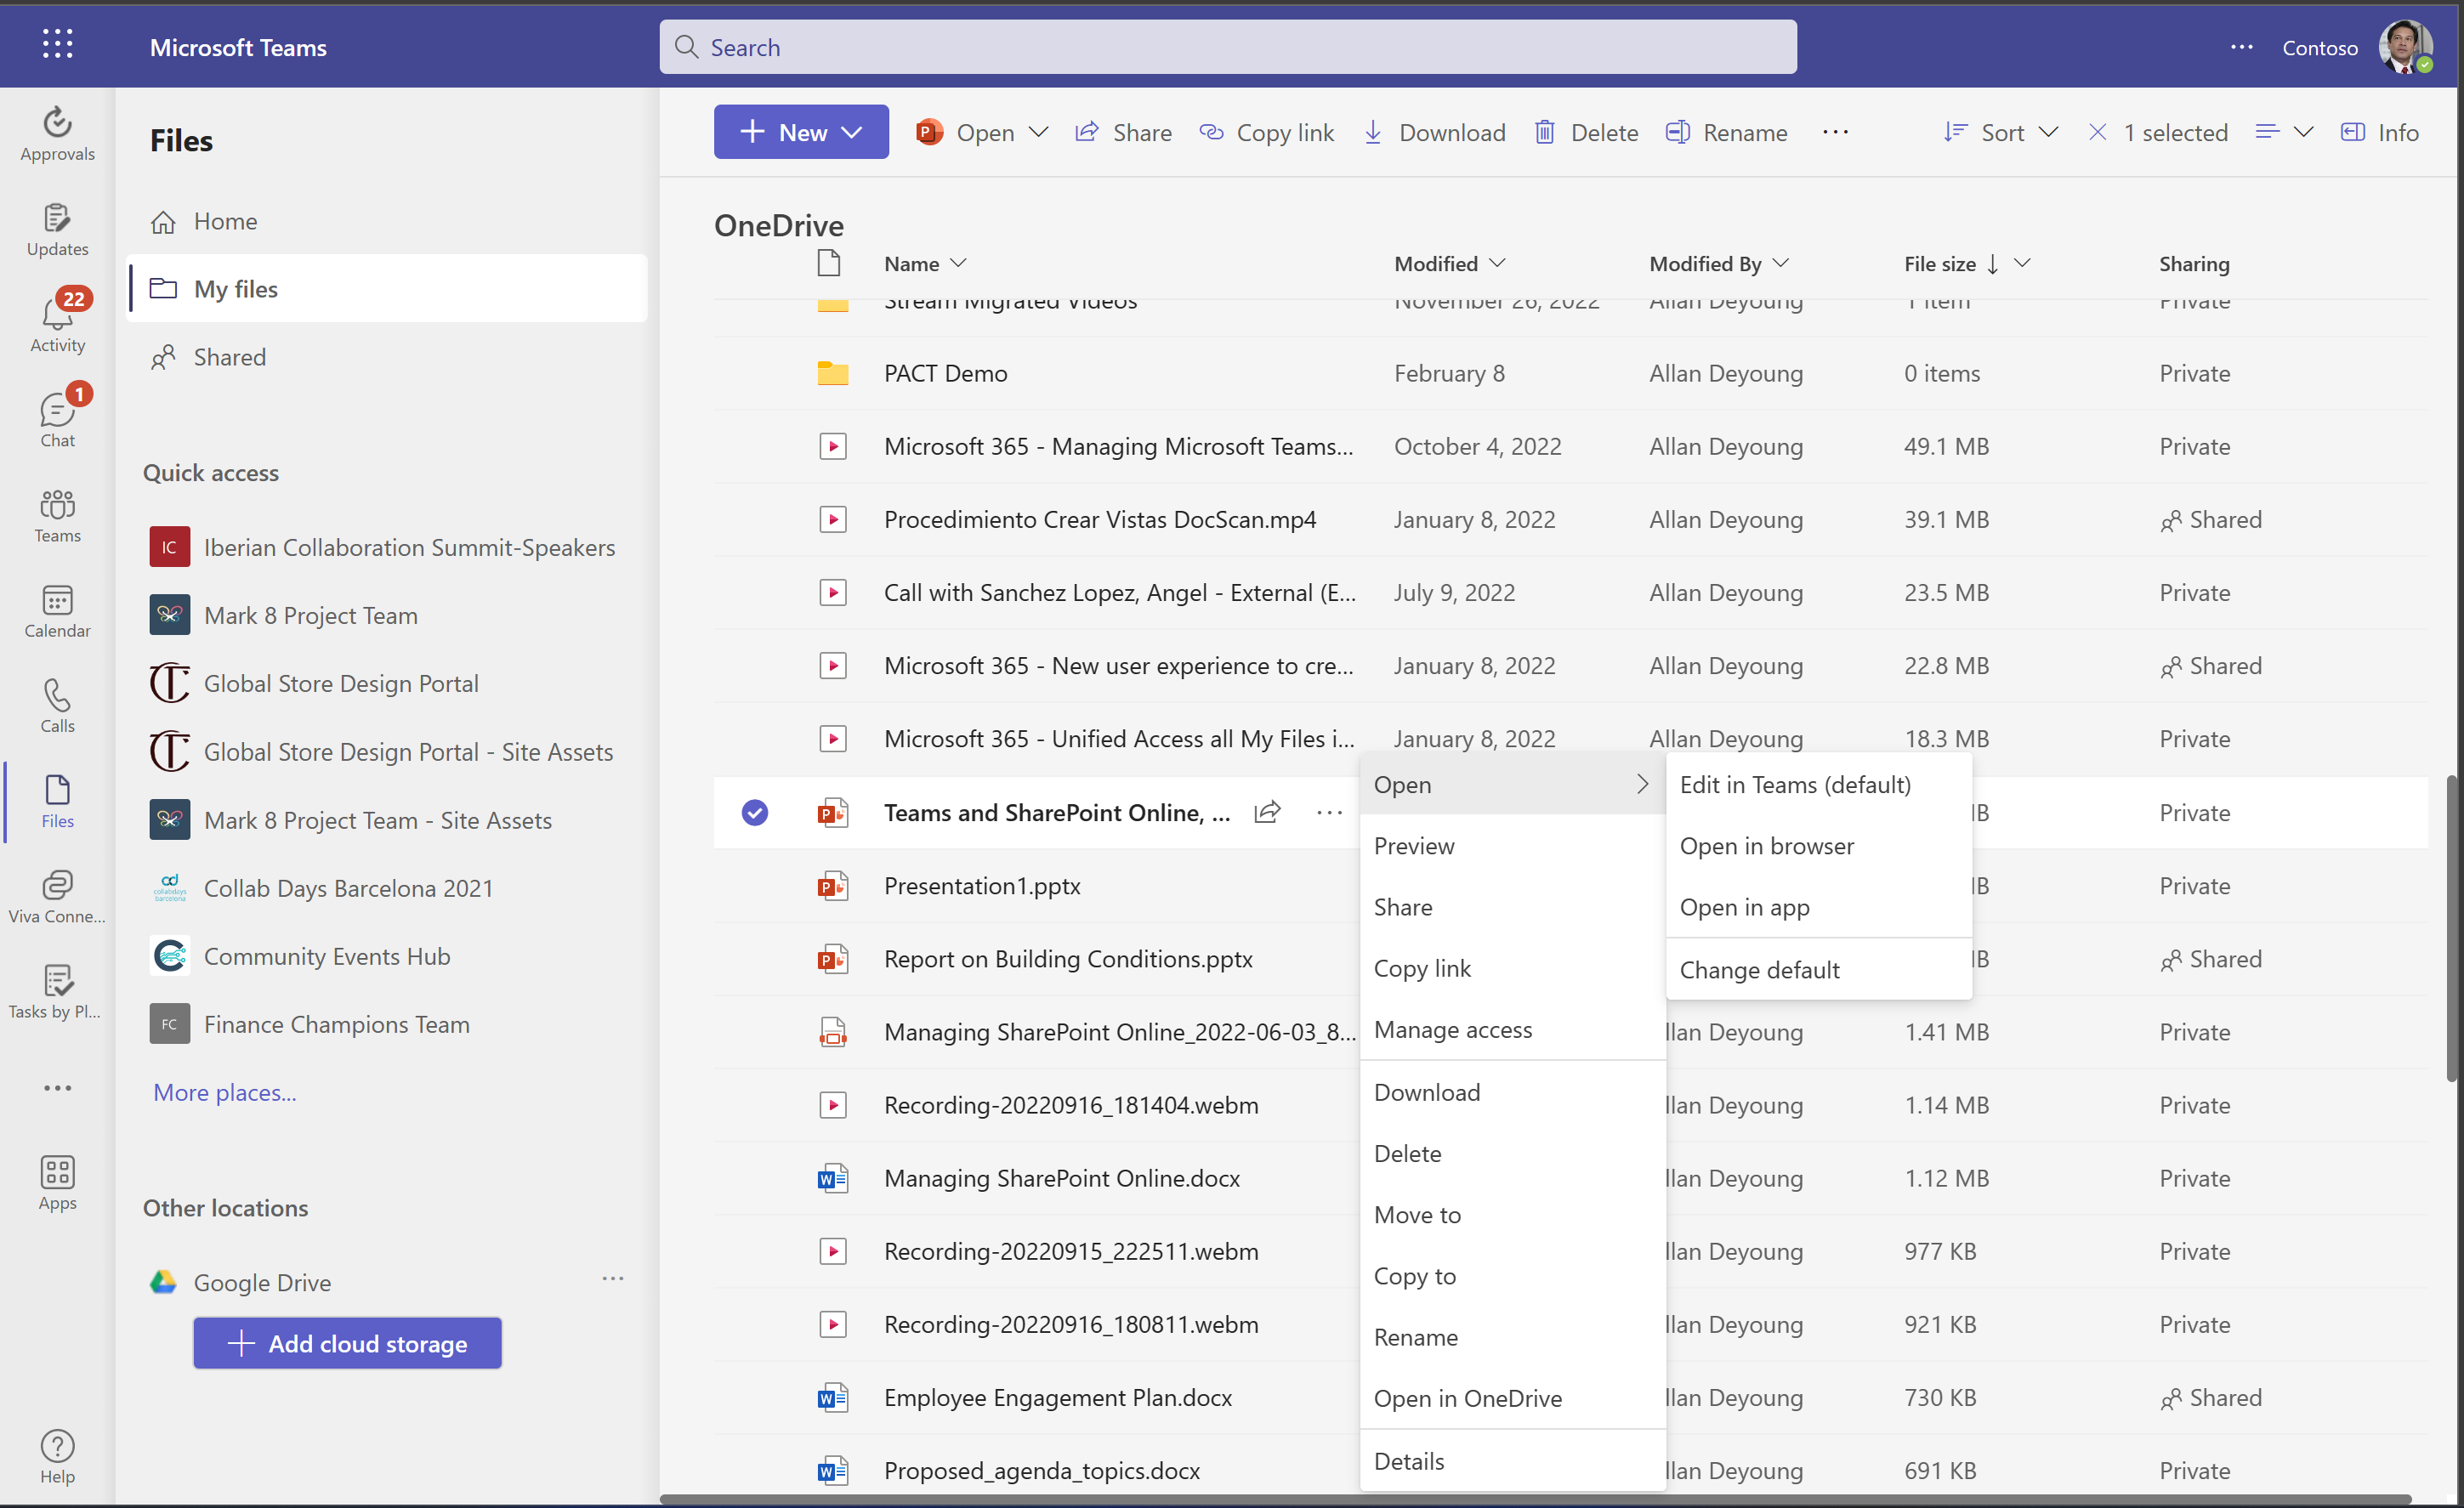 Microsoft Teams
Search
Contoso
Approvals
Updates
22
Activity
1
Chat
Teams
Calendar
Calls
Files
Viva Conne...
Tasks by Pl...
Apps
Help
Files
Home
My files
Shared
Quick access
IC Iberian Collaboration Summit-Speakers
Mark 8 Project Team
Global Store Design Portal
Global Store Design Portal - Site Assets
Mark 8 Project Team - Site Assets
collabdays barcelona Collab Days Barcelona 2021
Community Events Hub
FC Finance Champions Team
More places...
Other locations
Google Drive
Add cloud storage
New Open Share Copy link Download Delete Rename Sort 1 selected Info
OneDrive
Name Modified Modified By File size Sharing
Stream Migrated Videos November 26, 2022 Allan Deyoung 1 item Private
PACT Demo February 8 Allan Deyoung 0 items Private
Microsoft 365 - Managing Microsoft Teams... October 4, 2022 Allan Deyoung 49.1 MB Private
Procedimiento Crear Vistas DocScan.mp4 January 8, 2022 Allan Deyoung 39.1 MB Shared
Call with Sanchez Lopez, Angel - External (E... July 9, 2022 Allan Deyoung 23.5 MB Private
Microsoft 365 - New user experience to cre... January 8, 2022 Allan Deyoung 22.8 MB Shared
Microsoft 365 - Unified Access all My Files i... January 8, 2022 Allan Deyoung 18.3 MB Private
Teams and SharePoint Online, ... Private
Presentation1.pptx Private
Report on Building Conditions.pptx Shared
Managing SharePoint Online_2022-06-03_8... llan Deyoung 1.41 MB Private
Recording-20220916_181404.webm llan Deyoung 1.14 MB Private
Managing SharePoint Online.docx llan Deyoung 1.12 MB Private
Recording-20220915_222511.webm llan Deyoung 977 KB Private
Recording-20220916_180811.webm llan Deyoung 921 KB Private
Employee Engagement Plan.docx llan Deyoung 730 KB Shared
Proposed_agenda_topics.docx llan Deyoung 691 KB Private
Open
Preview
Share
Copy link
Manage access
Download
Delete
Move to
Copy to
Rename
Open in OneDrive
Details
Edit in Teams (default)
Open in browser
Open in app
Change default